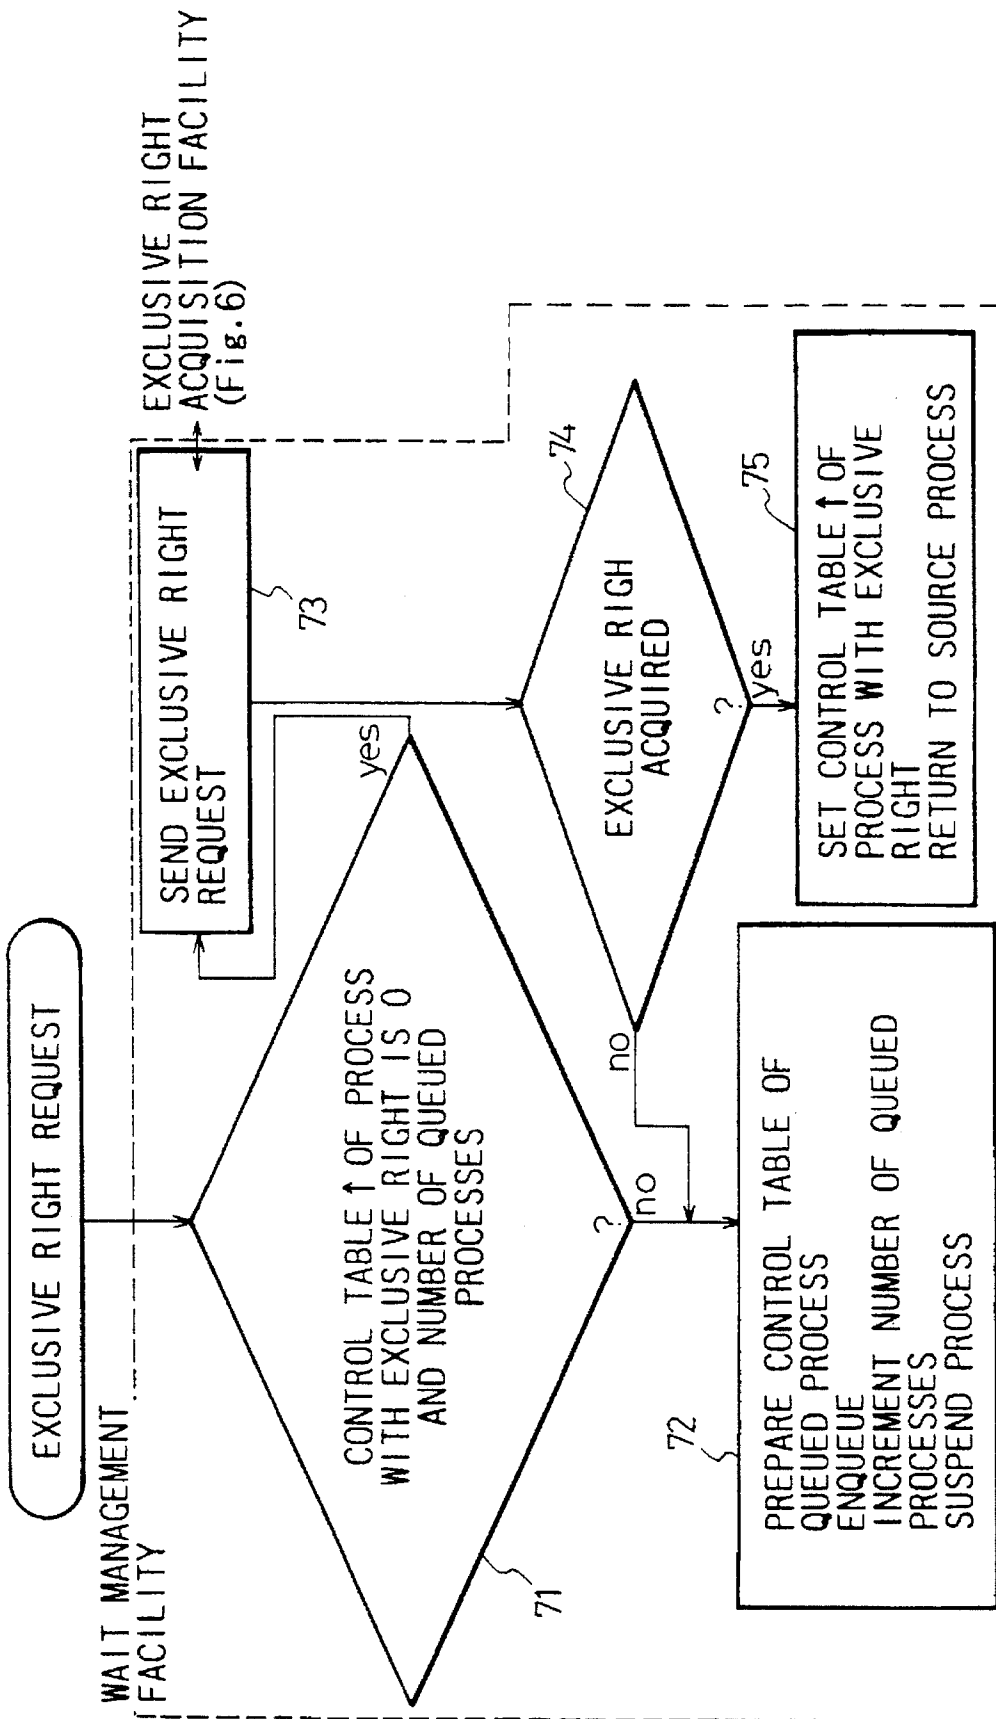 EXCLUSIVE RIGHT REQUEST
WAIT MANAGEMENT
FACILITY
CONTROL TABLE↑OF PROCESS
WITH EXCLUSIVE RIGHT IS 0
AND NUMBER OF QUEUED
PROCESSES
?
yes
no
71
SEND EXCLUSIVE RIGHT
REQUEST
73
EXCLUSIVE RIGHT
ACQUISITION FACILITY
(Fig.6)
EXCLUSIVE RIGH
ACQUIRED
?
74
no
yes
PREPARE CONTROL TABLE OF
QUEUED PROCESS
ENQUEUE
INCREMENT NUMBER OF QUEUED
PROCESSES
SUSPEND PROCESS
72
SET CONTROL TABLE↑OF
PROCESS WITH EXCLUSIVE
RIGHT
RETURN TO SOURCE PROCESS
75